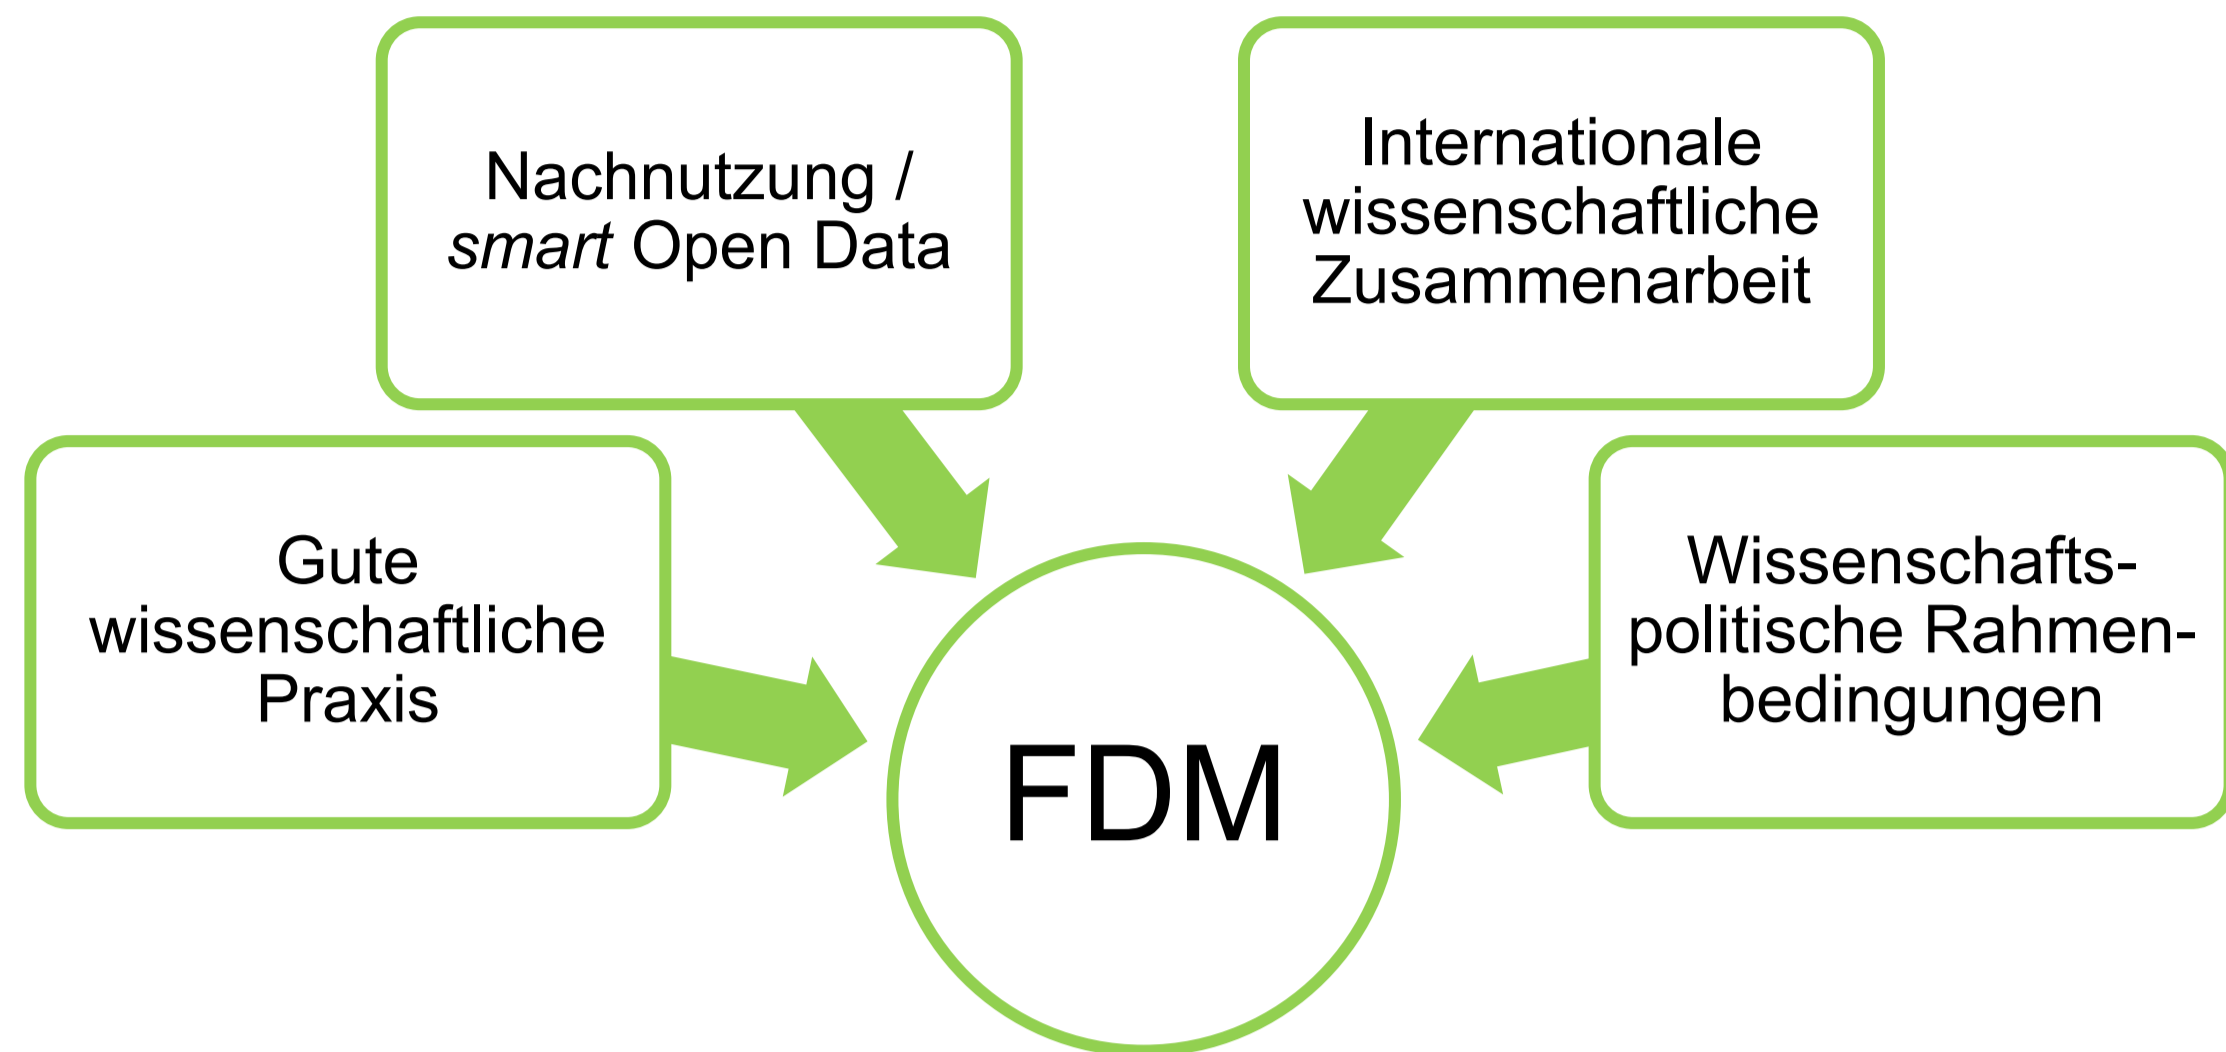 Nachnutzung /
smart Open Data
Internationale
wissenschaftliche
Zusammenarbeit
Gute
wissenschaftliche
Praxis
Wissenschafts-
politische Rahmen-
bedingungen
FDM